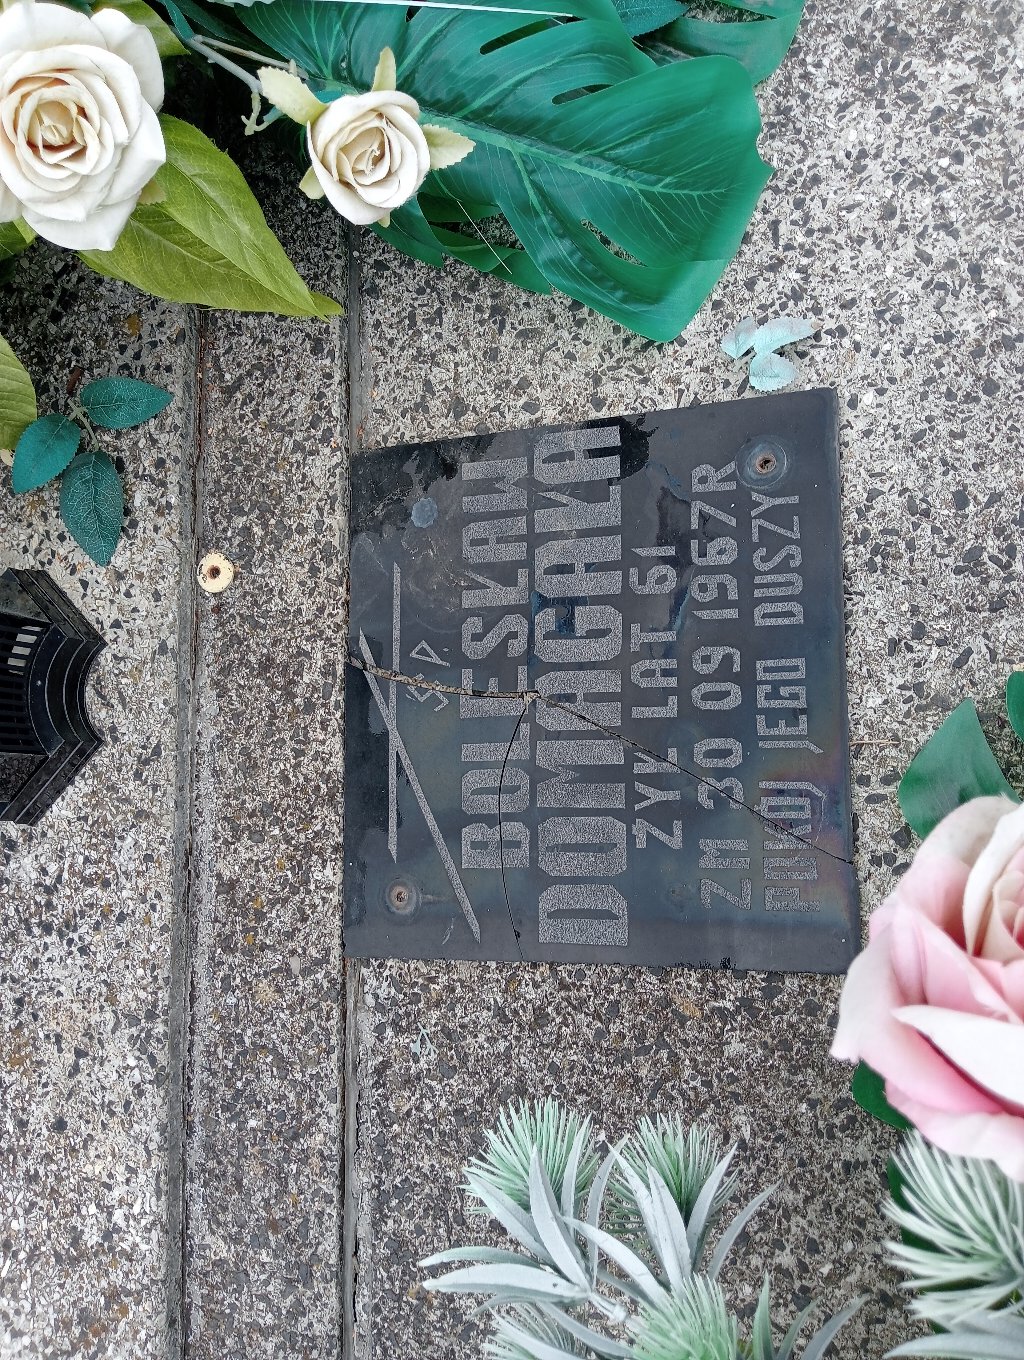 Ś.P.
BOLESŁAW
DOMAGAŁA
ŻYŁ LAT 61
ZM 30 09 1967R
POKÓJ JEGO DUSZY